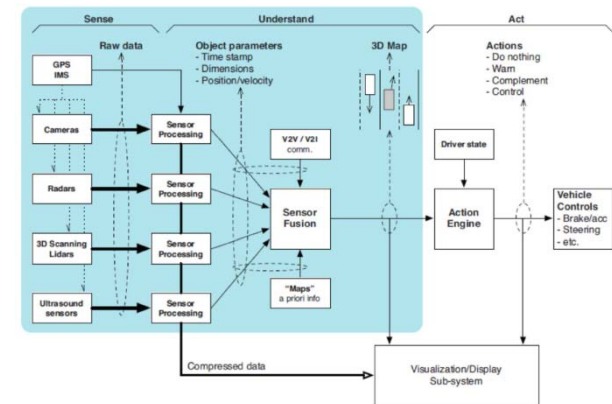 Sense
Understand
Act
Raw data
Object parameters
- Time stamp
- Dimensions
- Position/velocity
3D Map
Actions
- Do nothing
- Warn
- Complement
- Control
GPS
IMS
Cameras
Sensor
Processing
V2V / V2I
comm.
Driver state
Radars
Sensor
Processing
Sensor
Fusion
Action
Engine
Vehicle
Controls
- Brake/acc
- Steering
- etc.
3D Scanning
Lidars
Sensor
Processing
Ultrasound
sensors
Sensor
Processing
"Maps"
a priori info
Compressed data
Visualization/Display
Sub-system